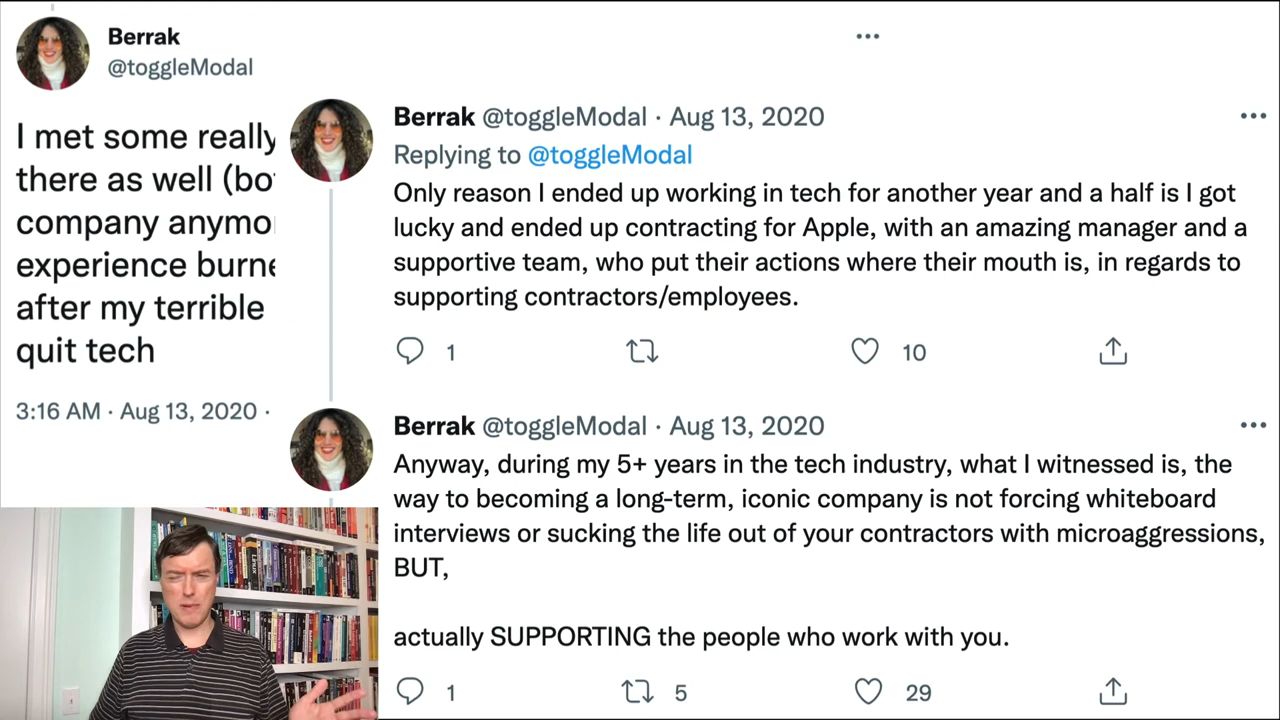 Berrak
@toggleModal
I met some really
there as well
company
experience
after my terrible
quit tech
3:16 AM · Aug 13, 2020 ·
Berrak @toggleModal · Aug 13, 2020
Replying to @toggleModal
Only reason I ended up working in tech for another year and a half is I got
lucky and ended up contracting for Apple, with an amazing manager and a
supportive team, who put their actions where their mouth is, in regards to
supporting contractors/employees.
1
10
Berrak @toggleModal · Aug 13, 2020
Anyway, during my 5+ years in the tech industry, what I witnessed is, the
way to becoming a long-term, iconic company is not forcing whiteboard
interviews or sucking the life out of your contractors with microaggressions,
BUT,
actually SUPPORTING the people who work with you.
1 5 29